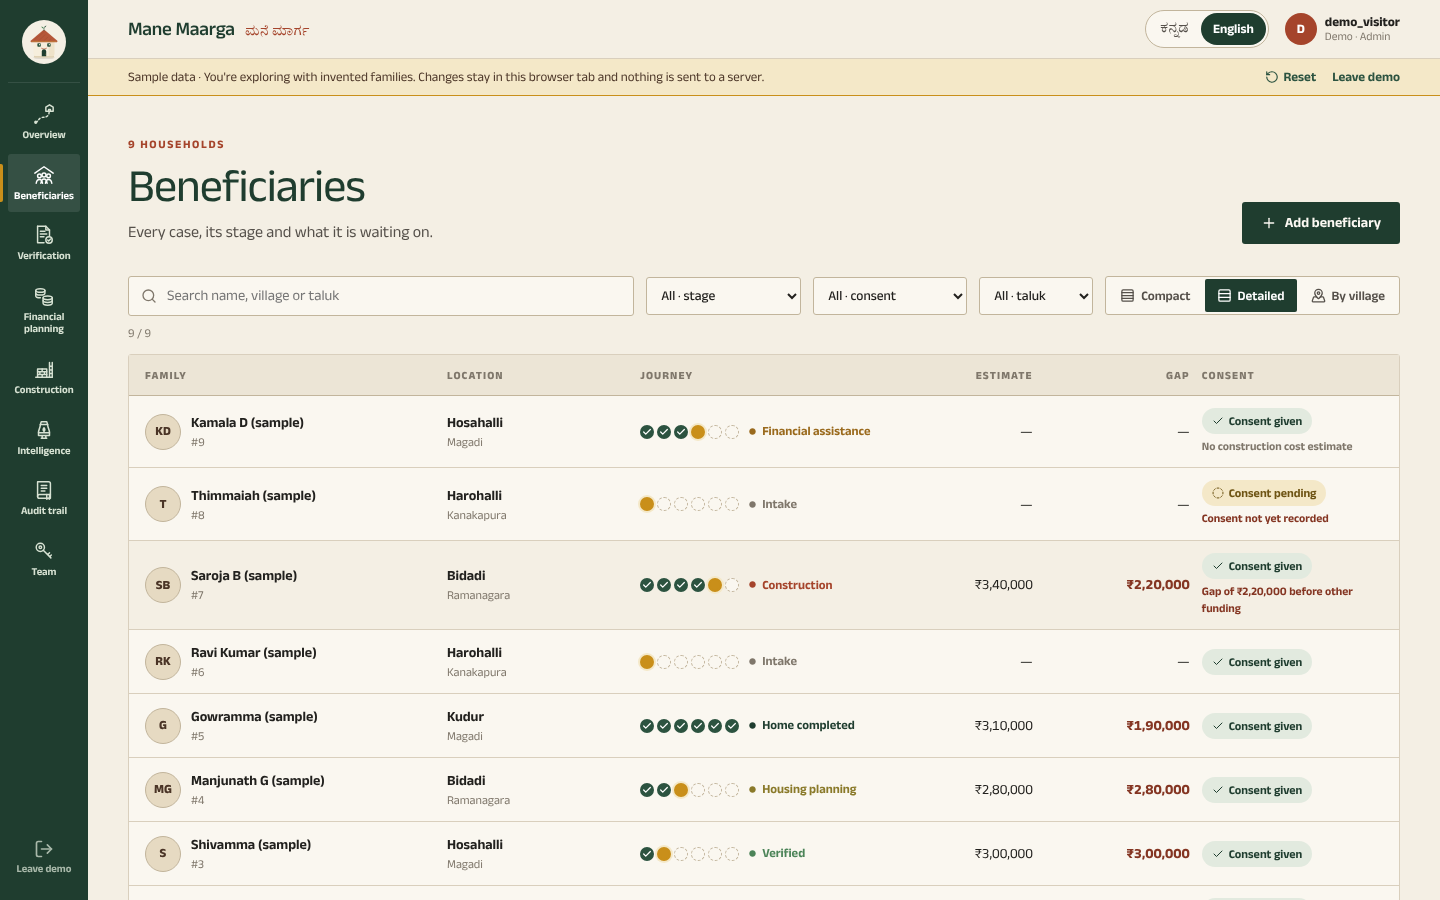 Mane Maarga ಮನೆ ಮಾರ್ಗ
ಕನ್ನಡ English
D
demo_visitor
Demo · Admin
Sample data · You're exploring with invented families. Changes stay in this browser tab and nothing is sent to a server.
Reset Leave demo
Overview
Beneficiaries
Verification
Financial
planning
Construction
Intelligence
Audit trail
Team
Leave demo
9 HOUSEHOLDS
Beneficiaries
Every case, its stage and what it is waiting on.
Add beneficiary
Search name, village or taluk
All · stage
All · consent
All · taluk
Compact Detailed By village
9 / 9
FAMILY LOCATION JOURNEY ESTIMATE GAP CONSENT
KD Kamala D (sample) Hosahalli Financial assistance — — Consent given
#9 Magadi No construction cost estimate
T Thimmaiah (sample) Harohalli Intake — — Consent pending
#8 Kanakapura Consent not yet recorded
SB Saroja B (sample) Bidadi Construction ₹3,40,000 ₹2,20,000 Consent given
#7 Ramanagara Gap of ₹2,20,000 before other
funding
RK Ravi Kumar (sample) Harohalli Intake — — Consent given
#6 Kanakapura
G Gowramma (sample) Kudur Home completed ₹3,10,000 ₹1,90,000 Consent given
#5 Magadi
MG Manjunath G (sample) Bidadi Housing planning ₹2,80,000 ₹2,80,000 Consent given
#4 Ramanagara
S Shivamma (sample) Hosahalli Verified ₹3,00,000 ₹3,00,000 Consent given
#3 Magadi